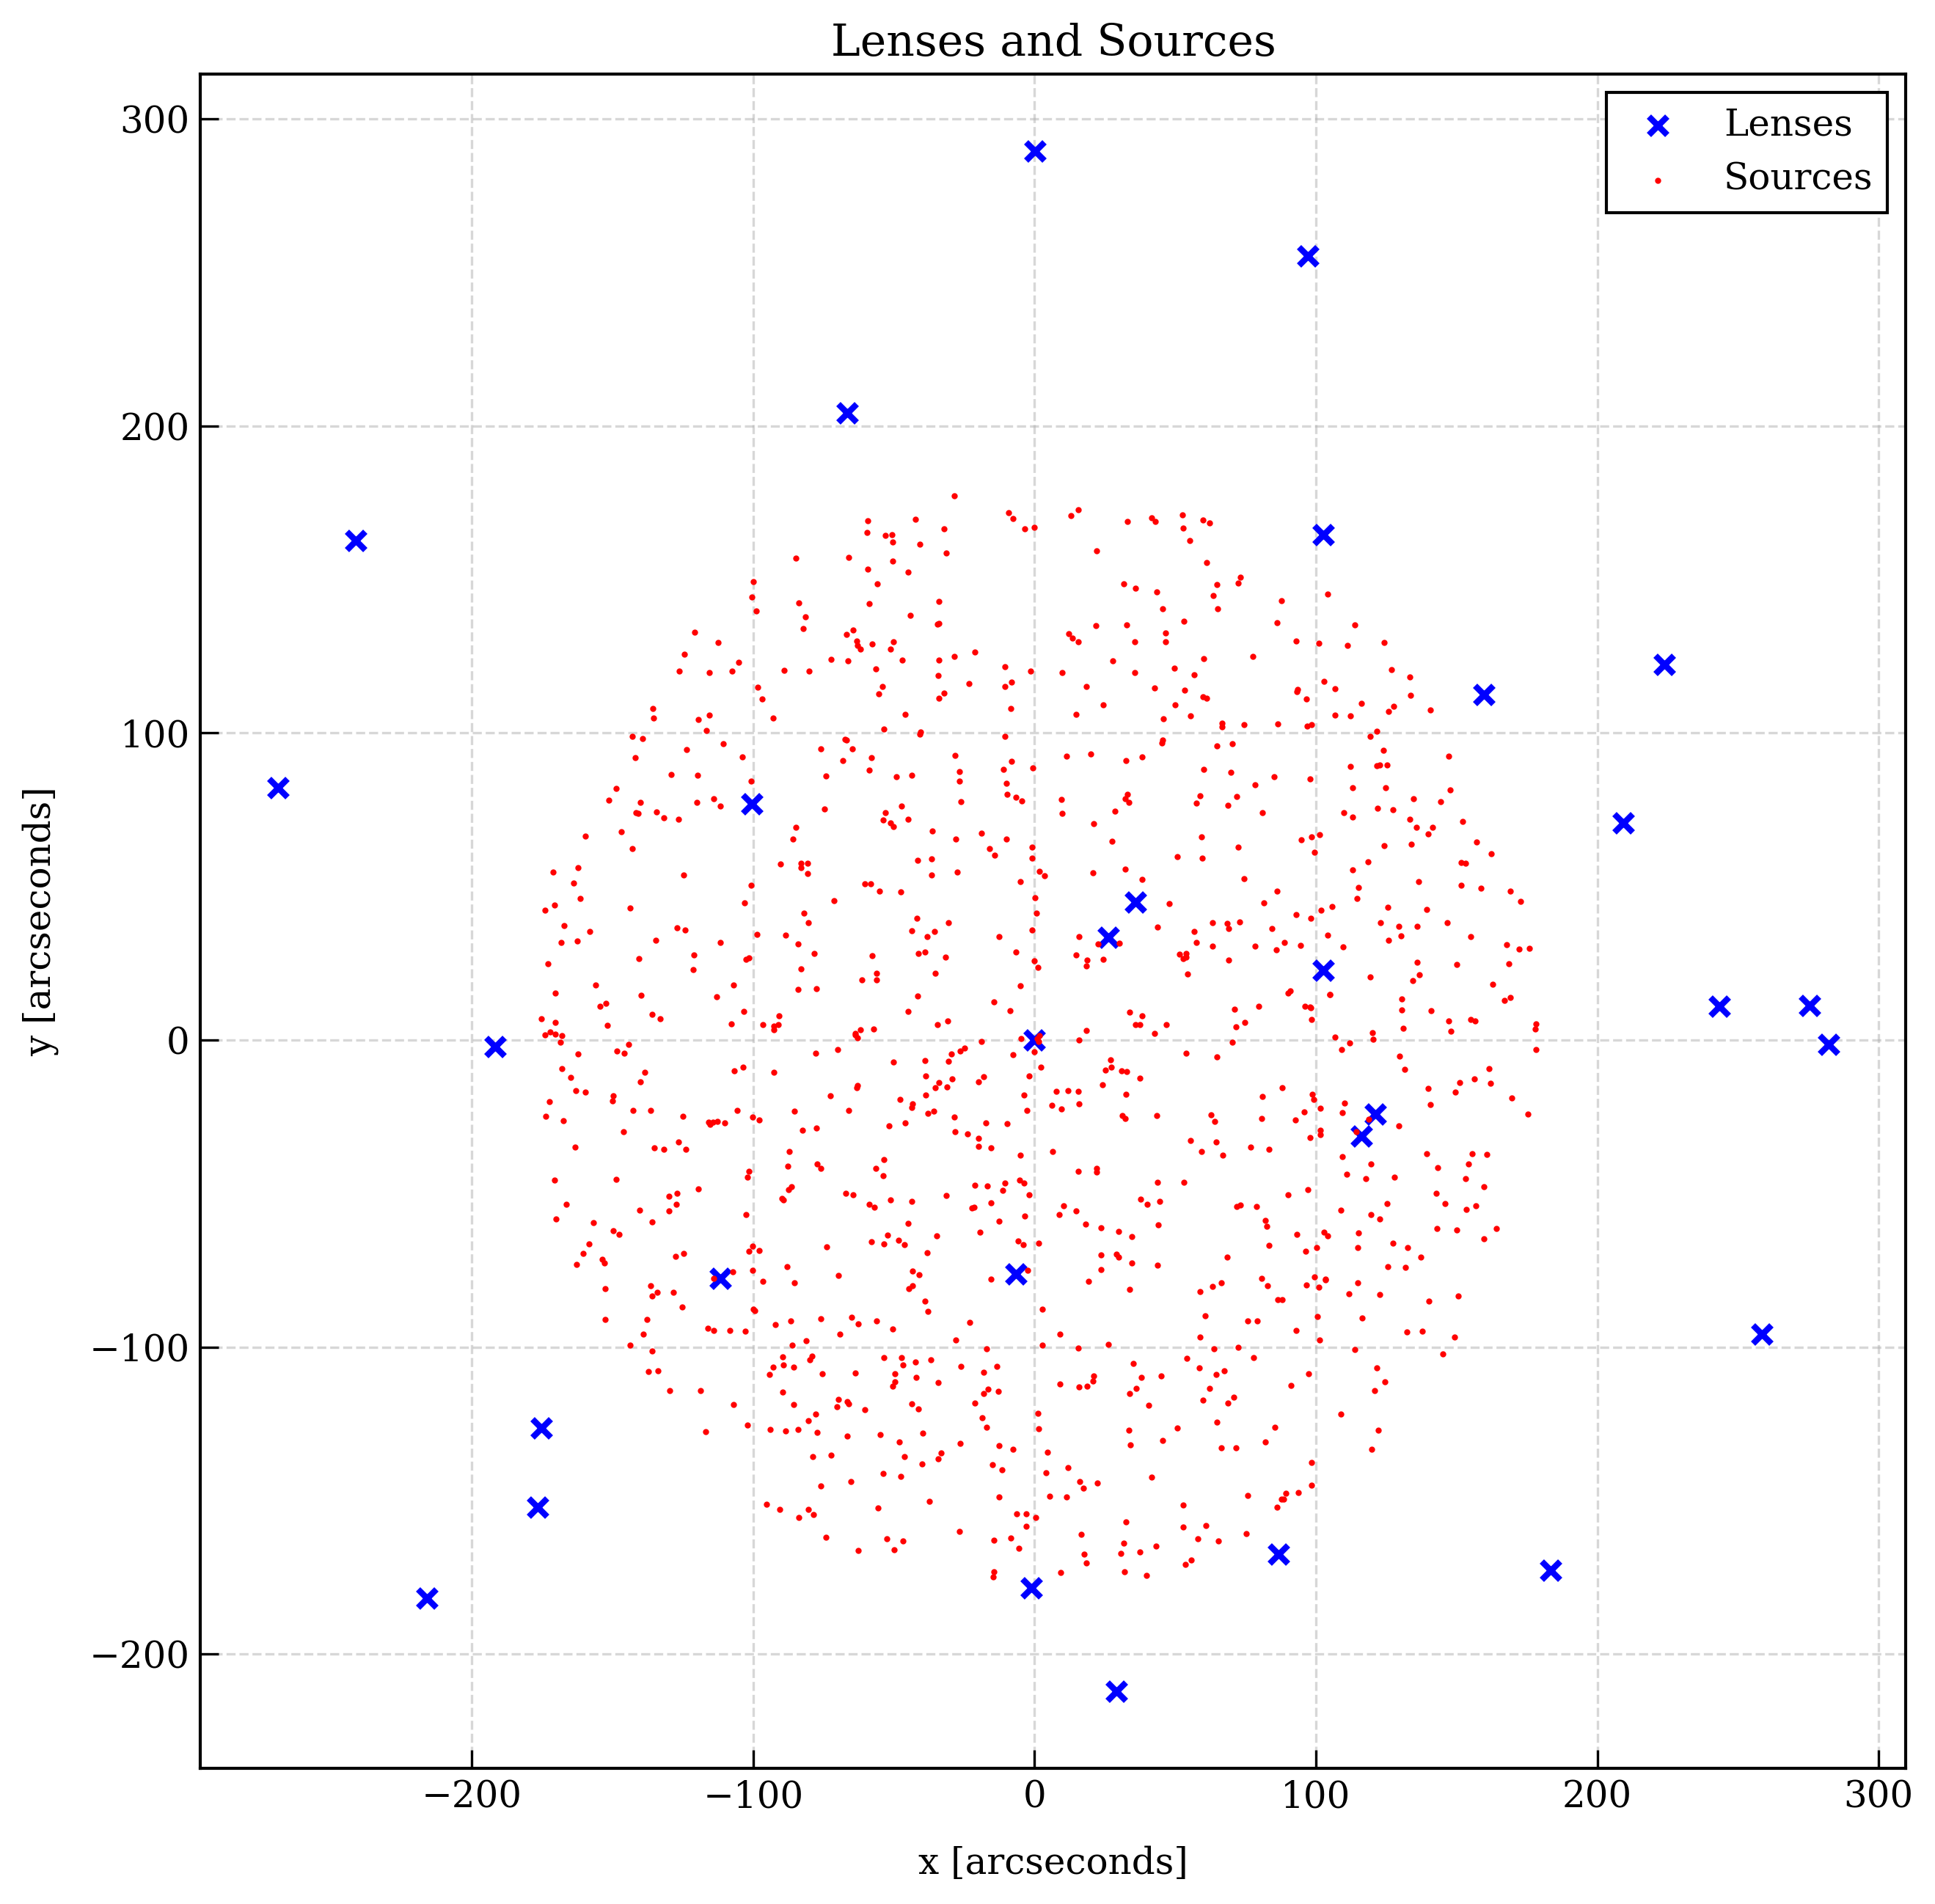 Lenses and Sources
Lenses
Sources
300
200
100
0
−100
−200
y [arcseconds]
−200 −100 0 100 200 300
x [arcseconds]